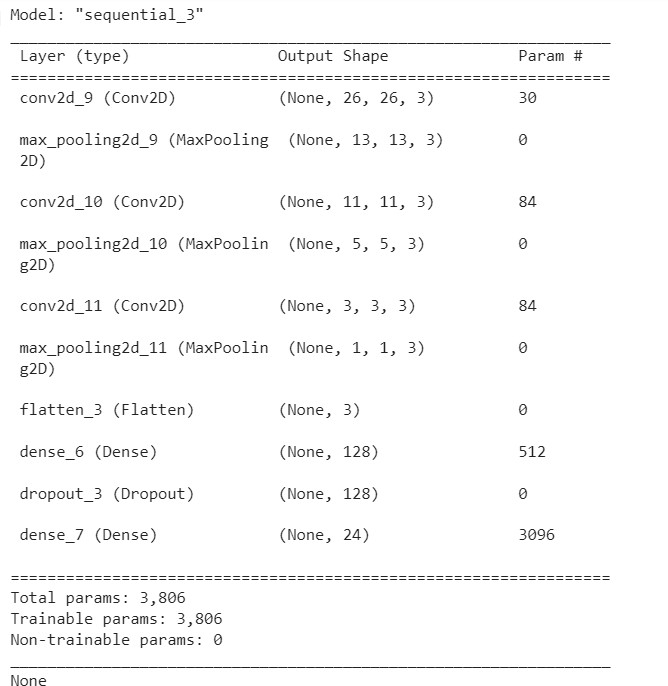 Model: "sequential_3"
_________________________________________________________________
Layer (type) Output Shape Param #
=================================================================
conv2d_9 (Conv2D) (None, 26, 26, 3) 30
max_pooling2d_9 (MaxPooling (None, 13, 13, 3) 0
2D)
conv2d_10 (Conv2D) (None, 11, 11, 3) 84
max_pooling2d_10 (MaxPoolin (None, 5, 5, 3) 0
g2D)
conv2d_11 (Conv2D) (None, 3, 3, 3) 84
max_pooling2d_11 (MaxPoolin (None, 1, 1, 3) 0
g2D)
flatten_3 (Flatten) (None, 3) 0
dense_6 (Dense) (None, 128) 512
dropout_3 (Dropout) (None, 128) 0
dense_7 (Dense) (None, 24) 3096
=================================================================
Total params: 3,806
Trainable params: 3,806
Non-trainable params: 0
_________________________________________________________________
None